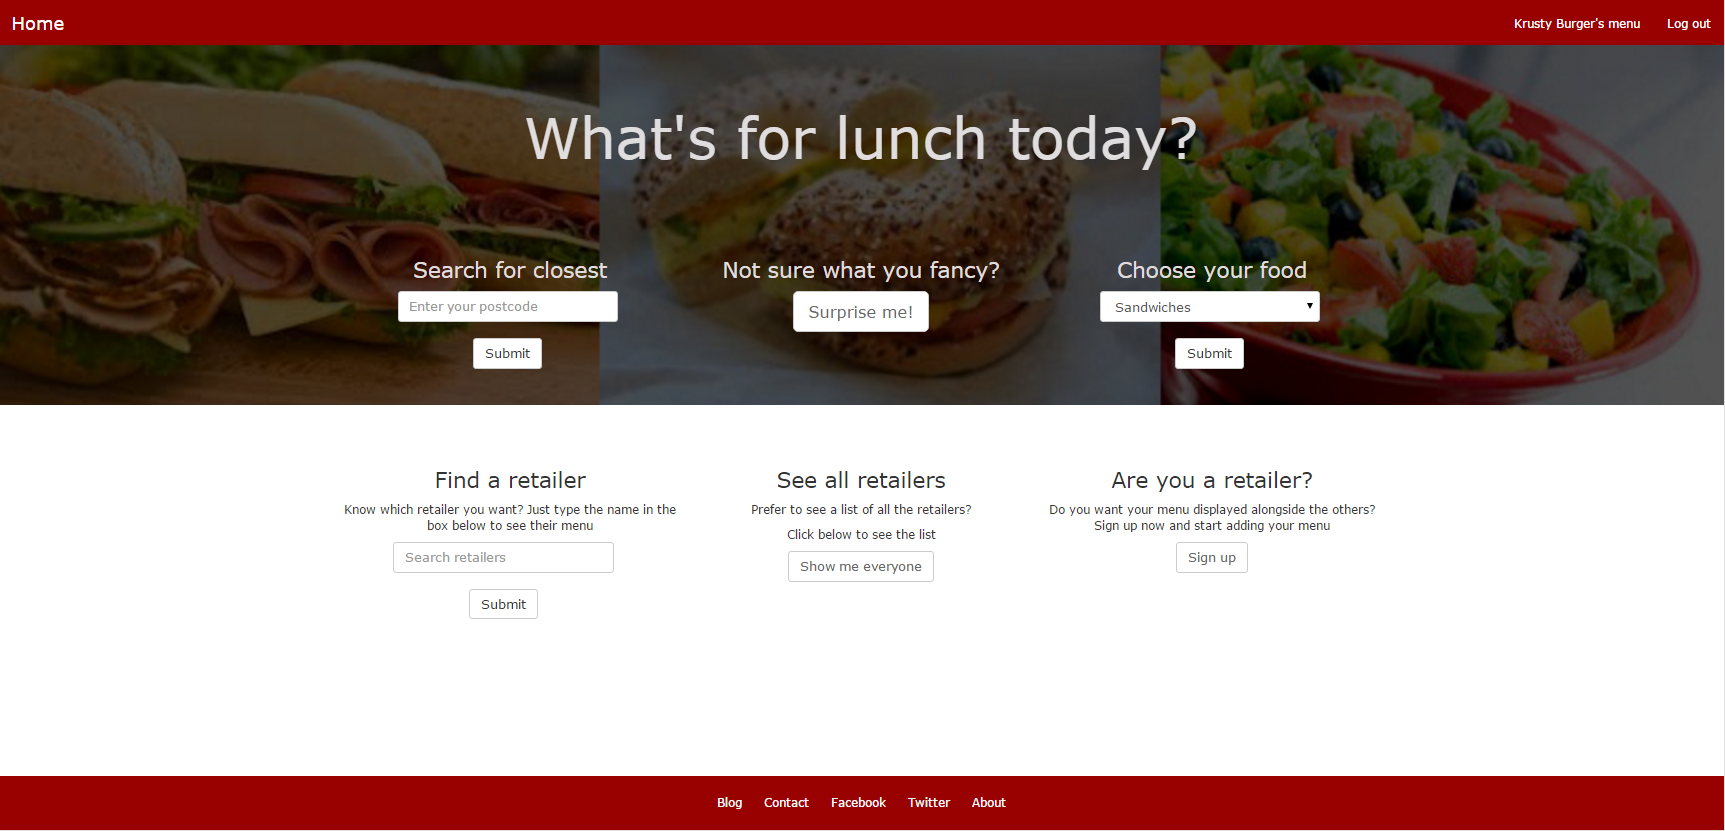 Home
Krusty Burger's menu
Log out
What's for lunch today?
Search for closest
Enter your postcode
Submit
Not sure what you fancy?
Surprise me!
Choose your food
Sandwiches
Submit
Find a retailer
Know which retailer you want? Just type the name in the
box below to see their menu
Search retailers
Submit
See all retailers
Prefer to see a list of all the retailers?
Click below to see the list
Show me everyone
Are you a retailer?
Do you want your menu displayed alongside the others?
Sign up now and start adding your menu
Sign up
Blog
Contact
Facebook
Twitter
About